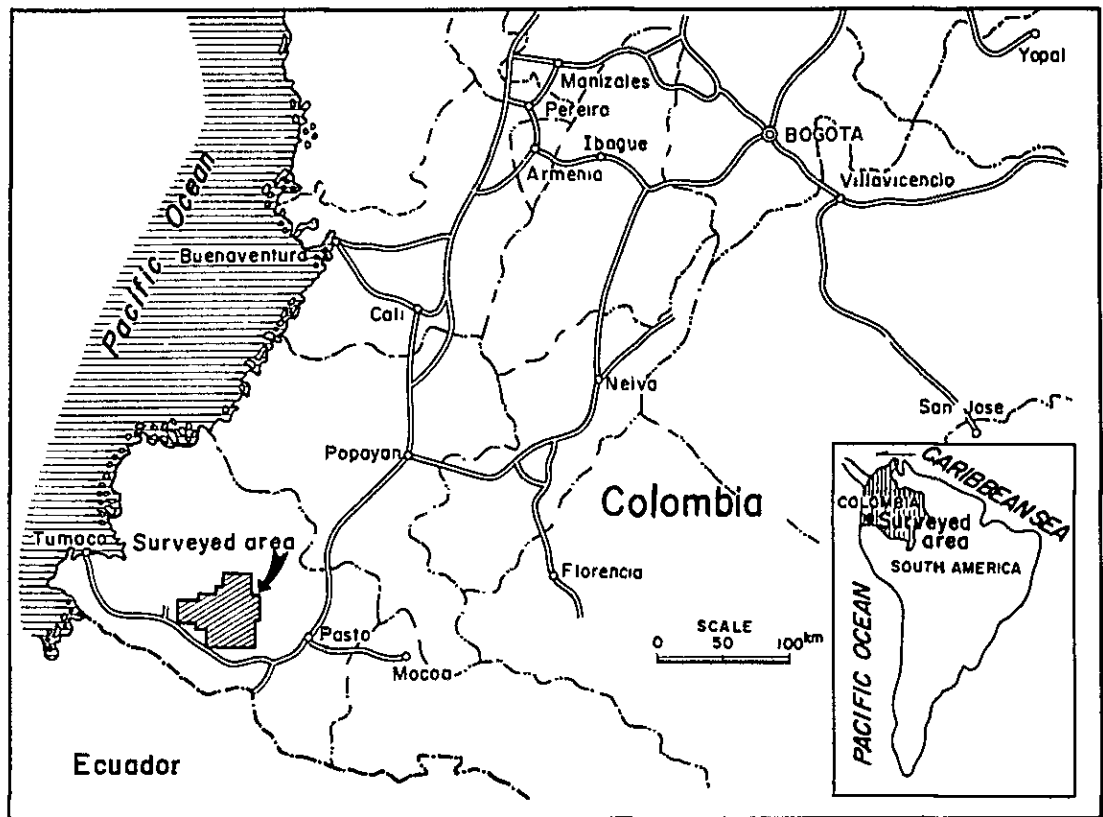 Yopal
Manizales
Pereira
BOGOTA
Ibague
Armenia
Villavicencio
Pacific Ocean
Buenaventura
Cali
Neiva
San Jose
Popayan
Colombia
Tumaco
Surveyed area
Florencia
Pasto
Mocoa
SCALE
0 50 100km
Ecuador
CARIBBEAN SEA
COLOMBIA
Surveyed
area
SOUTH AMERICA
PACIFIC OCEAN